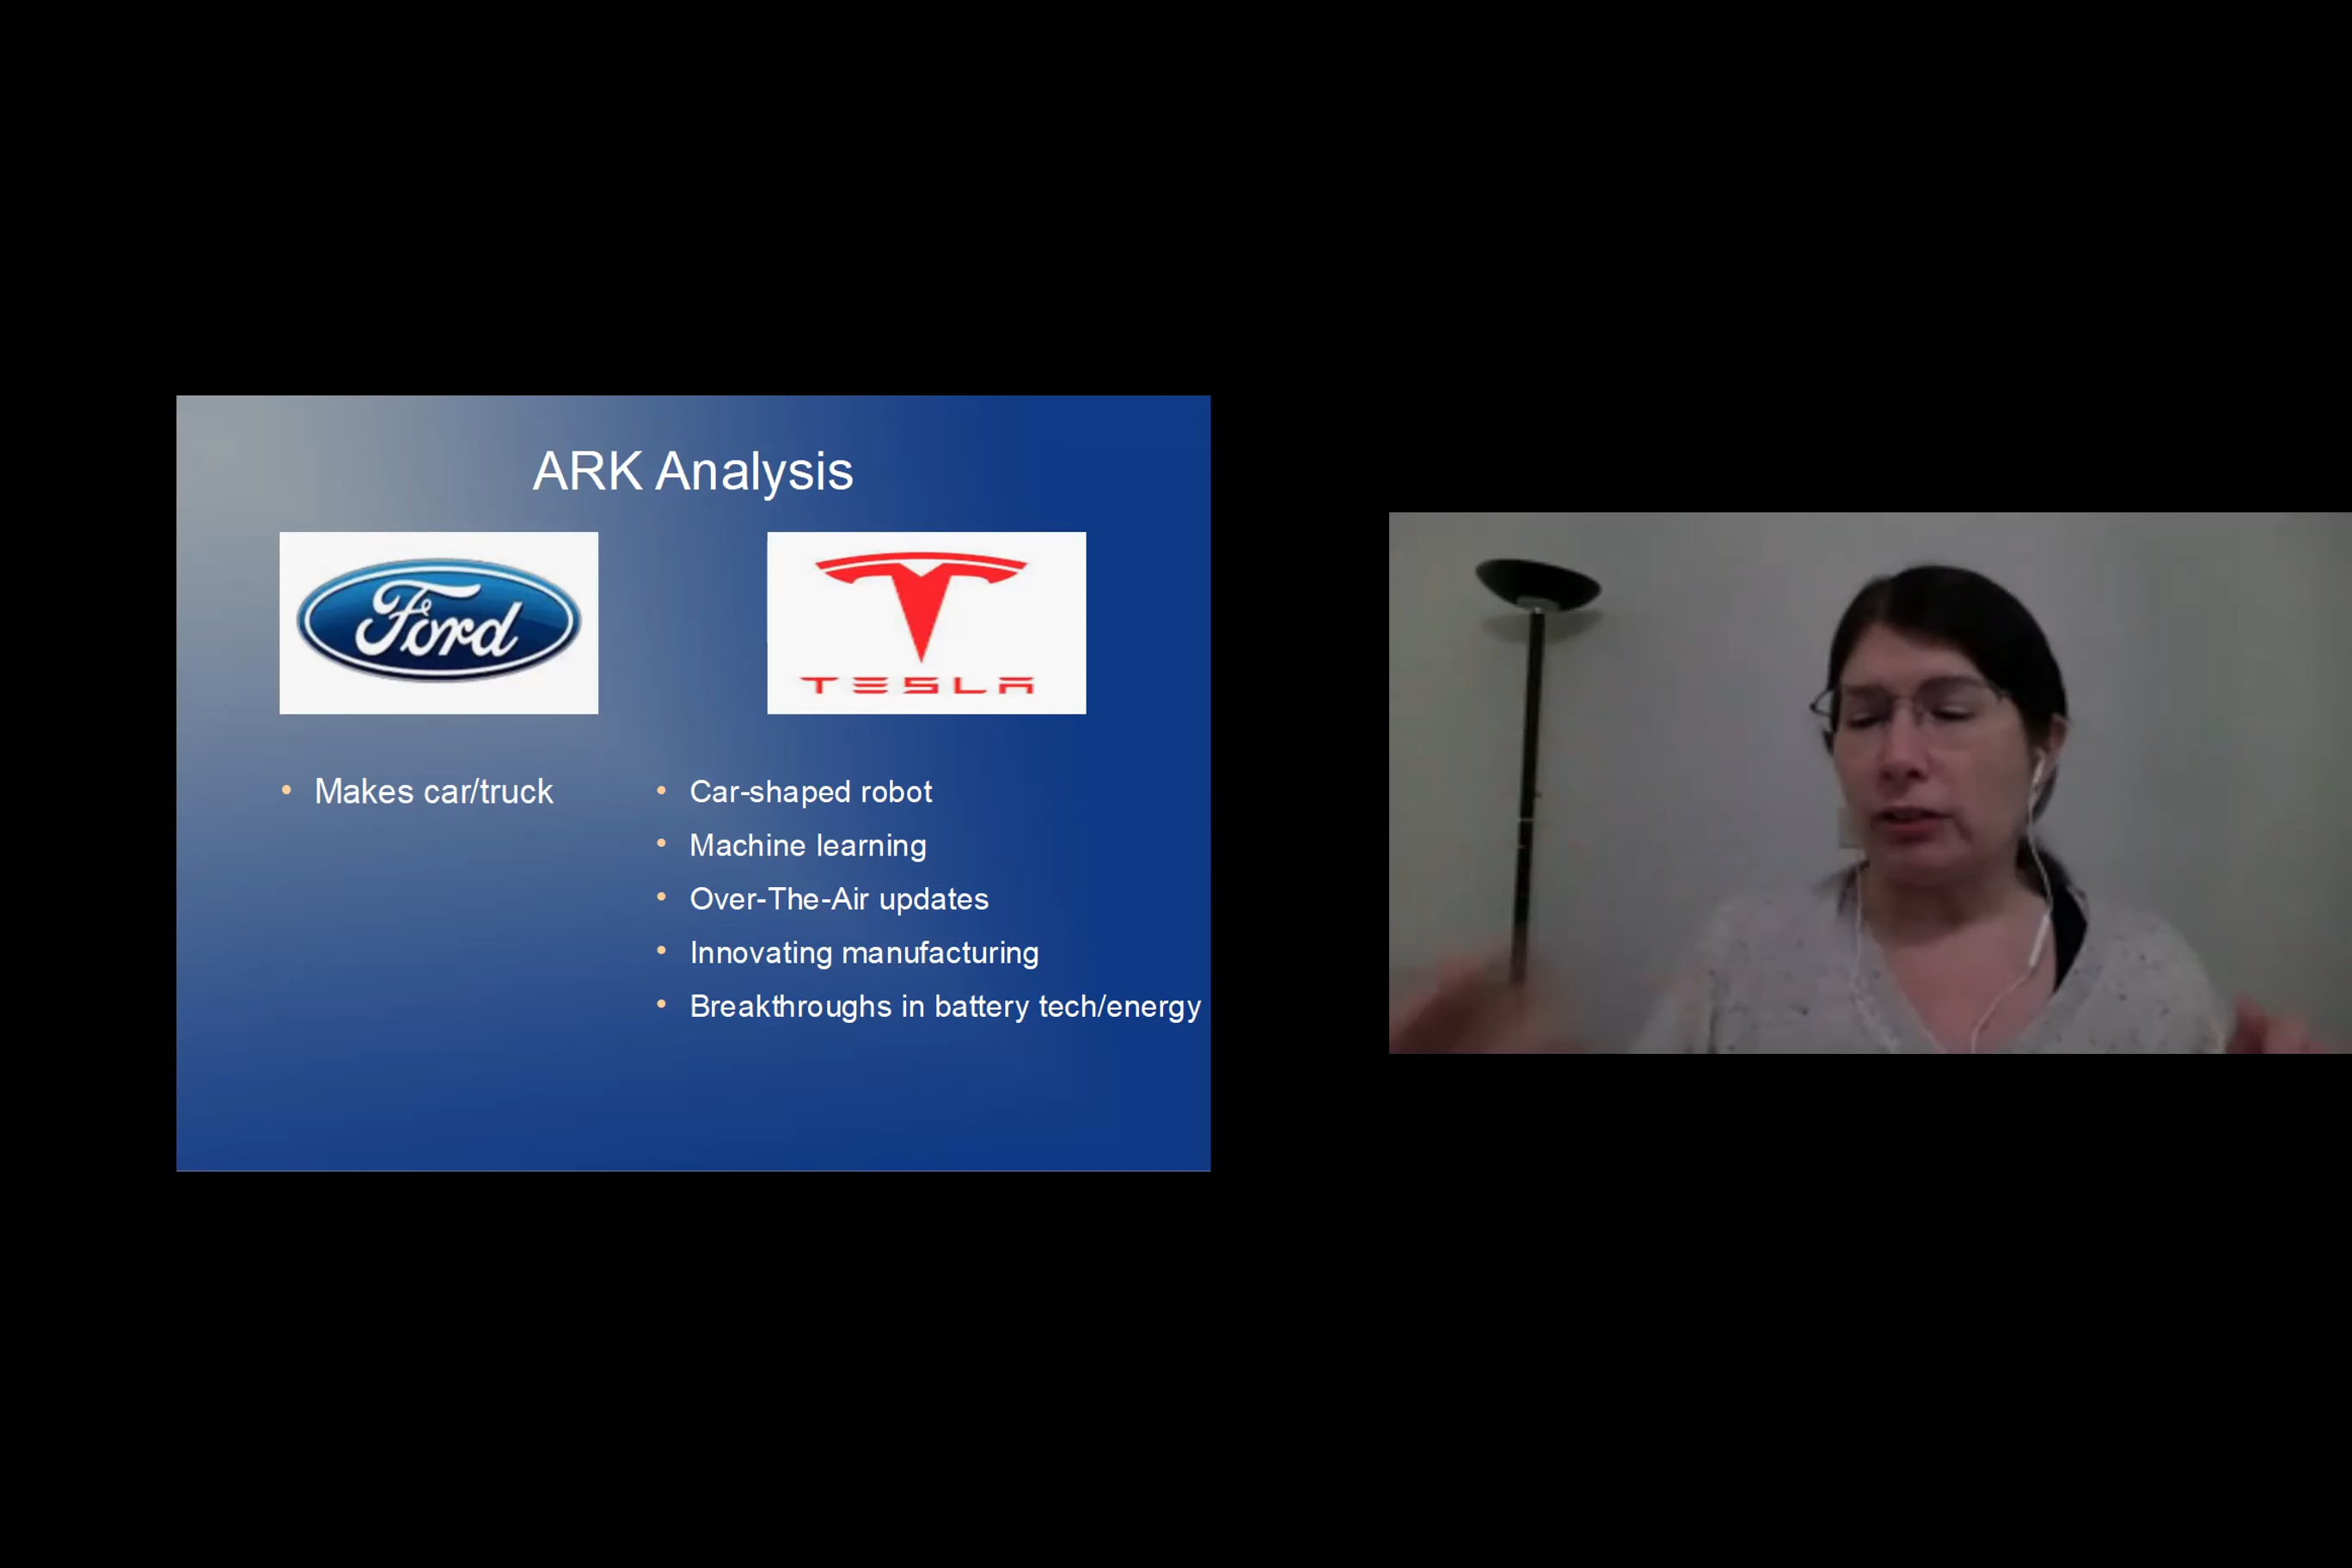 ARK Analysis
Ford
TESLA
Makes car/truck
Car-shaped robot
Machine learning
Over-The-Air updates
Innovating manufacturing
Breakthroughs in battery tech/energy